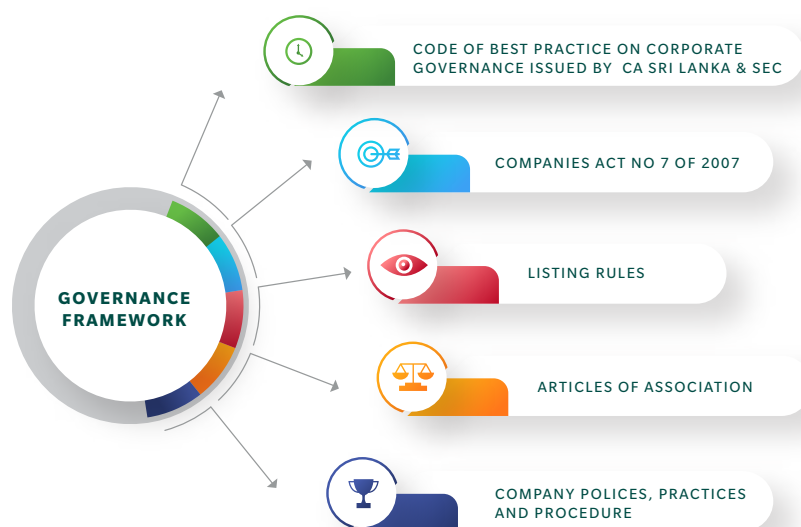 CODE OF BEST PRACTICE ON CORPORATE
GOVERNANCE ISSUED BY CA SRI LANKA & SEC
COMPANIES ACT NO 7 OF 2007
GOVERNANCE
FRAMEWORK
LISTING RULES
ARTICLES OF ASSOCIATION
COMPANY POLICES, PRACTICES
AND PROCEDURE